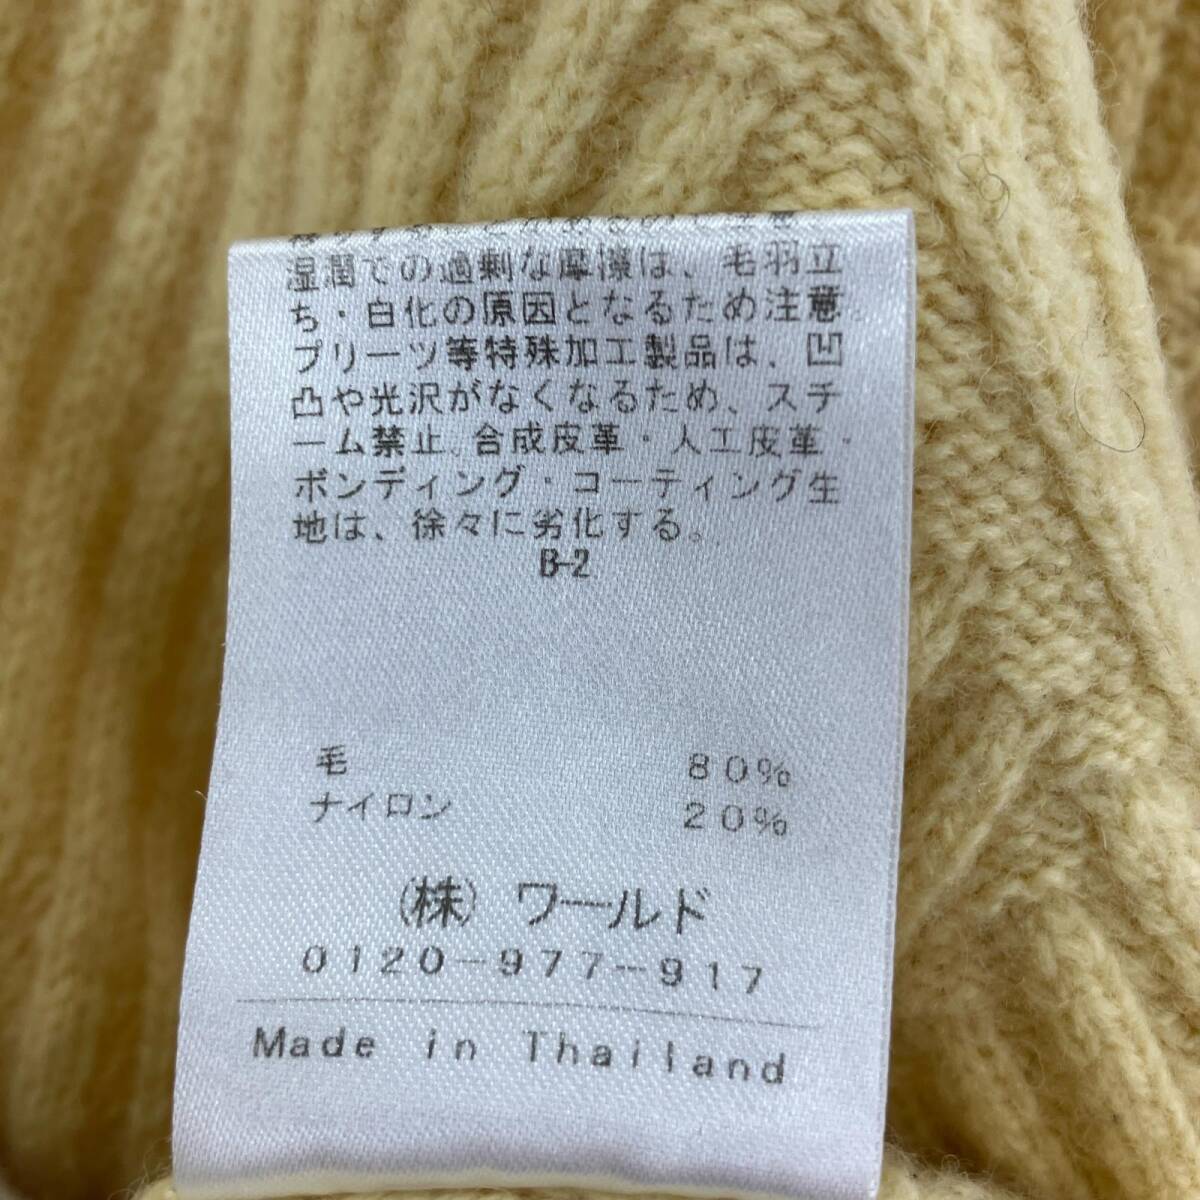 湿潤での過剰な摩擦は、毛羽立
ち・白化の原因となるため注意。
プリーツ等特殊加工製品は、凹
凸や光沢がなくなるため、スチ
ーム禁止。合成皮革・人工皮革・
ボンディング・コーティング生
地は、徐々に劣化する。
B-2
毛 80%
ナイロン 20%
(株) ワールド
0120-977-917
Made in Thailand